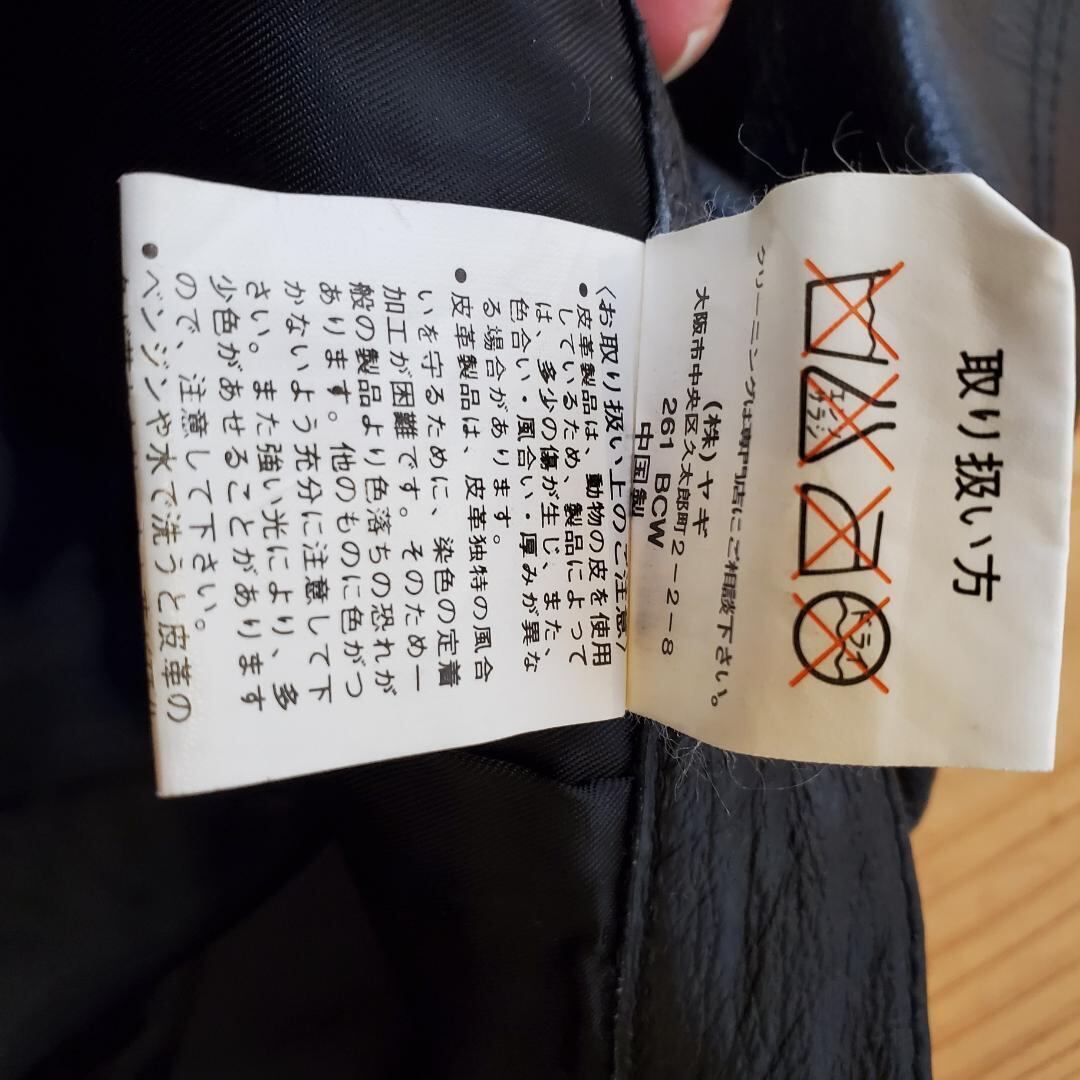 取り扱い方
エンソサラシ
ドライ
クリーニングは専門店にご相談下さい。
(株)ヤギ
大阪市中央区久太郎町2-2-8
261 BCW
中国製
〈お取り扱い上のご注意〉
●皮革製品は、動物の皮を使用
しているため、製品によって
は、多少の傷が生じ、また、
色合い・風合い・厚みが異な
る場合があります。
●皮革製品は、皮革独特の風合
いを守るために、染色の定着
加工が困難です。そのため一
般の製品より色落ちの恐れが
あります。他のものに色がつ
かないよう充分に注意して下
さい。また強い光により、多
少色があせることがあります
ので、注意して下さい。
●ベンジンや水で洗うと皮革の